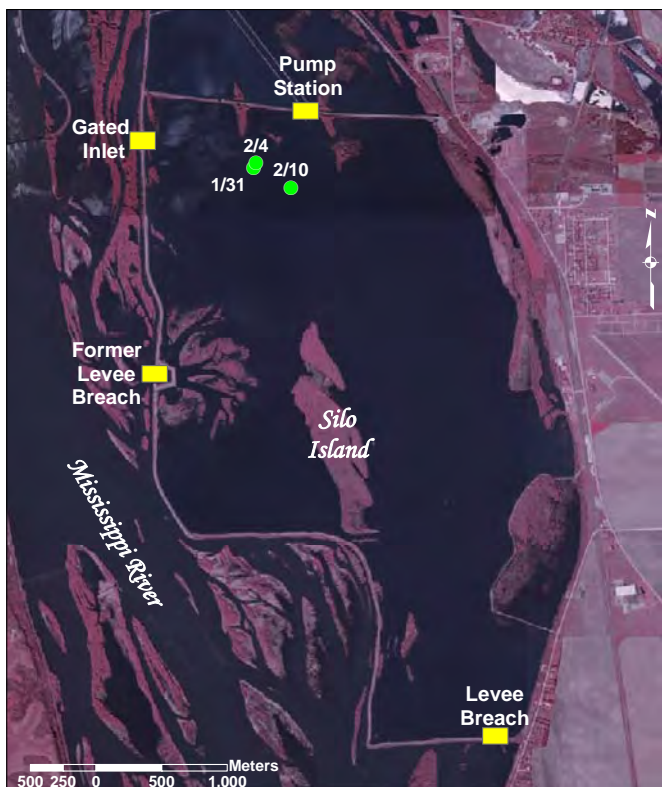 Pump
Station
Gated
Inlet
2/4
2/10
1/31
N
Former
Levee
Breach
Silo
Island
Mississippi River
Levee
Breach
Meters
500 250 0 500 1,000